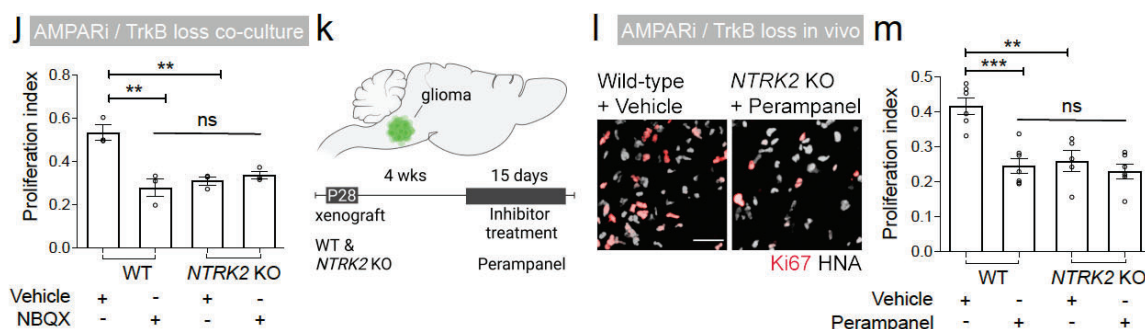 j AMPARi / TrkB loss co-culture
Proliferation index
0.8
0.6
0.4
0.2
0.0
**
**
ns
WT NTRK2 KO
Vehicle + - + -
NBQX - + - +
k
glioma
4 wks 15 days
P28
xenograft Inhibitor
treatment
WT &
NTRK2 KO Perampanel
l AMPARi / TrkB loss in vivo
Wild-type NTRK2 KO
+ Vehicle + Perampanel
Ki67 HNA
m
Proliferation index
0.5
0.4
0.3
0.2
0.1
0.0
**
***
ns
WT NTRK2 KO
Vehicle + - + -
Perampanel - + - +